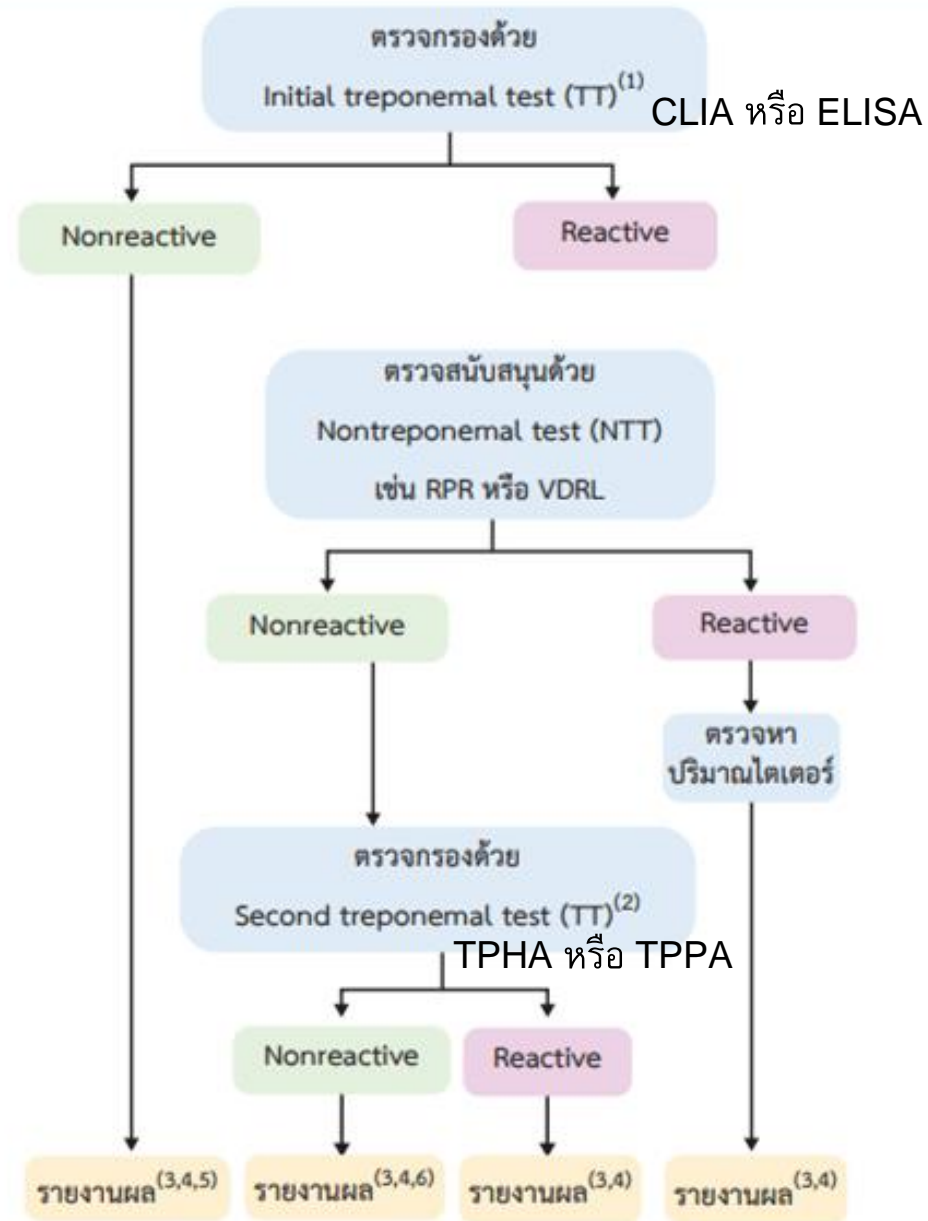 ตรวจกรองด้วย
Initial treponemal test (TT)(1)
CLIA หรือ ELISA
Nonreactive
Reactive
ตรวจสนับสนุนด้วย
Nontreponemal test (NTT)
เช่น RPR หรือ VDRL
Nonreactive
Reactive
ตรวจหา
ปริมาณไตเตอร์
ตรวจกรองด้วย
Second treponemal test (TT)(2)
TPHA หรือ TPPA
Nonreactive
Reactive
รายงานผล(3,4,5)
รายงานผล(3,4,6)
รายงานผล(3,4)
รายงานผล(3,4)